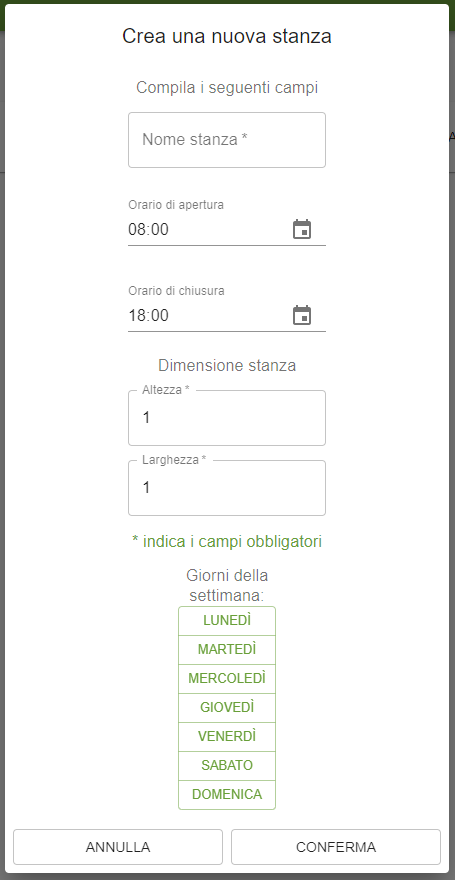 Crea una nuova stanza
Compila i seguenti campi
Nome stanza *
Orario di apertura
08:00
Orario di chiusura
18:00
Dimensione stanza
Altezza *
1
Larghezza *
1
* indica i campi obbligatori
Giorni della
settimana:
LUNEDÌ
MARTEDÌ
MERCOLEDÌ
GIOVEDÌ
VENERDÌ
SABATO
DOMENICA
ANNULLA
CONFERMA